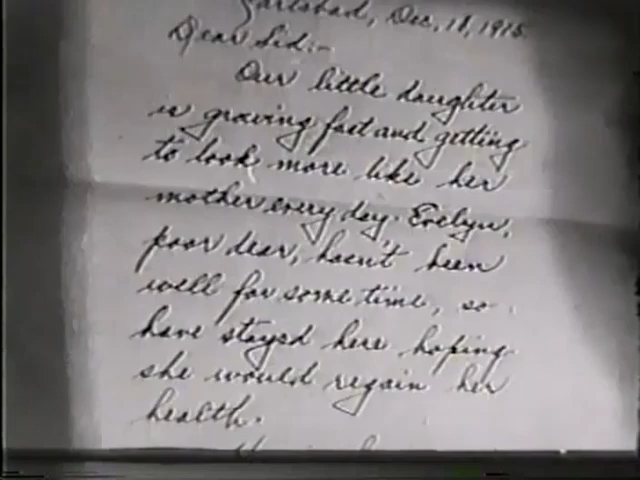 Carlsbad, Dec. 18, 1915
Dear Sid:-
Our little daughter
is growing fast and getting
to look more like her
mother every day. Evelyn,
poor dear, hasn't been
well for some time, so
have stayed here hoping
she would regain her
health.